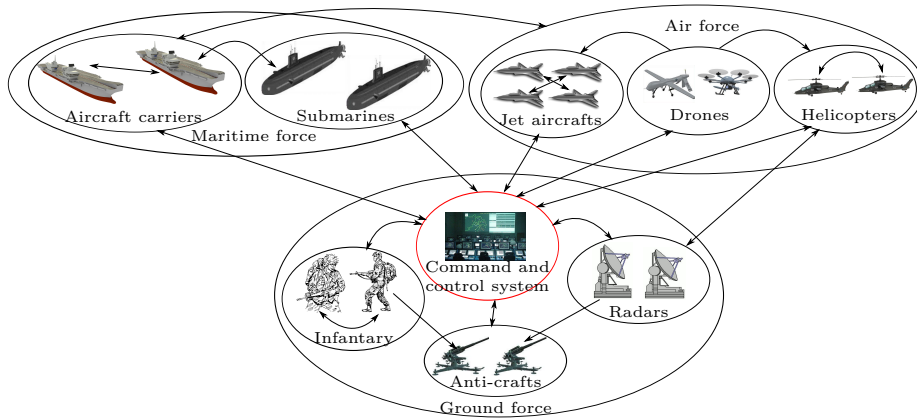 Air force
Aircraft carriers
Submarines
Maritime force
Jet aircrafts
Drones
Helicopters
Command and
control system
Infantary
Radars
Anti-crafts
Ground force